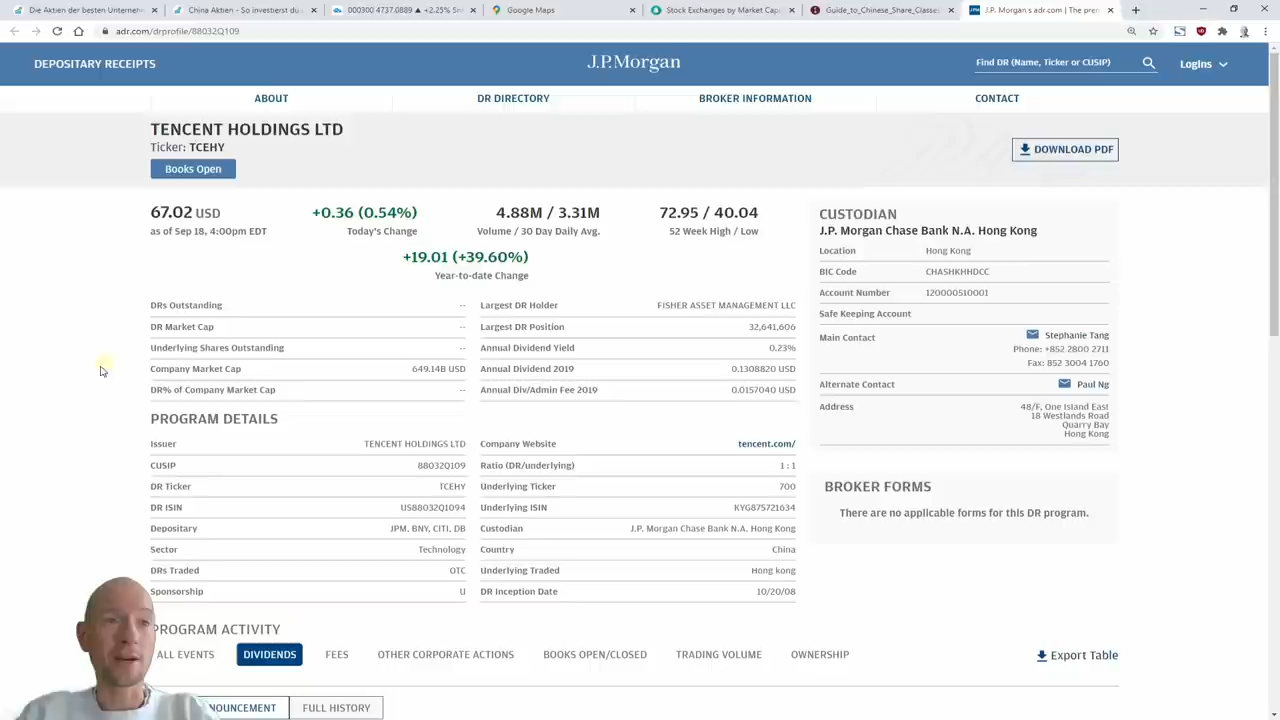 Die Aktien der besten Unternehm
China Aktien - So investierst du
000300 4737.0889 ▲ +2.25% Sn
Google Maps
Stock Exchanges by Market Cap
Guide_to_Chinese_Share_Classes
J.P. Morgan's adr.com | The pren
adr.com/drprofile/88032Q109
DEPOSITARY RECEIPTS
J.P.Morgan
Find DR (Name, Ticker or CUSIP)
Logins
ABOUT
DR DIRECTORY
BROKER INFORMATION
CONTACT
TENCENT HOLDINGS LTD
Ticker: TCEHY
Books Open
DOWNLOAD PDF
67.02 USD
as of Sep 18, 4:00pm EDT
+0.36 (0.54%)
Today's Change
4.88M / 3.31M
Volume / 30 Day Daily Avg.
72.95 / 40.04
52 Week High / Low
+19.01 (+39.60%)
Year-to-date Change
DRs Outstanding --
DR Market Cap --
Underlying Shares Outstanding --
Company Market Cap 649.14B USD
DR% of Company Market Cap --
Largest DR Holder FISHER ASSET MANAGEMENT LLC
Largest DR Position 32,641,606
Annual Dividend Yield 0.23%
Annual Dividend 2019 0.1308820 USD
Annual Div/Admin Fee 2019 0.0157040 USD
PROGRAM DETAILS
Issuer TENCENT HOLDINGS LTD
CUSIP 88032Q109
DR Ticker TCEHY
DR ISIN US88032Q1094
Depositary JPM, BNY, CITI, DB
Sector Technology
DRs Traded OTC
Sponsorship U
Company Website tencent.com/
Ratio (DR/underlying) 1 : 1
Underlying Ticker 700
Underlying ISIN KYG875721634
Custodian J.P. Morgan Chase Bank N.A. Hong Kong
Country China
Underlying Traded Hong kong
DR Inception Date 10/20/08
CUSTODIAN
J.P. Morgan Chase Bank N.A. Hong Kong
Location Hong Kong
BIC Code CHASHKHHDCC
Account Number 120000510001
Safe Keeping Account
Main Contact Stephanie Tang
Phone: +852 2800 2711
Fax: 852 3004 1760
Alternate Contact Paul Ng
Address 48/F, One Island East
18 Westlands Road
Quarry Bay
Hong Kong
BROKER FORMS
There are no applicable forms for this DR program.
PROGRAM ACTIVITY
ALL EVENTS
DIVIDENDS
FEES
OTHER CORPORATE ACTIONS
BOOKS OPEN/CLOSED
TRADING VOLUME
OWNERSHIP
Export Table
NOUNCEMENT
FULL HISTORY